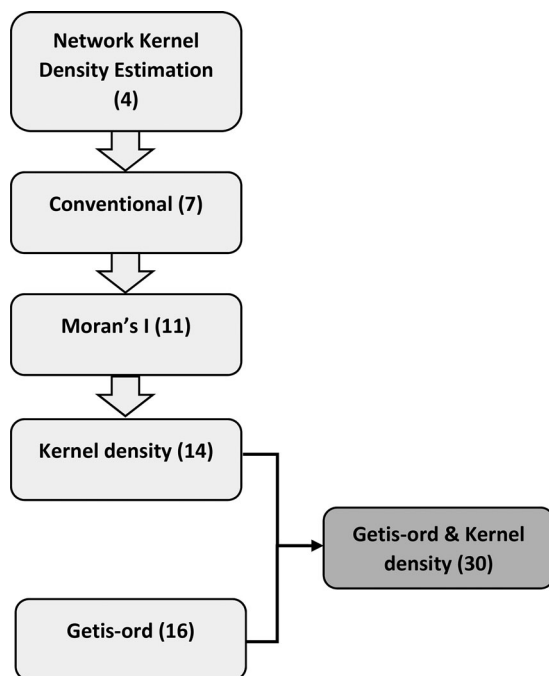 Network Kernel
Density Estimation
(4)
Conventional (7)
Moran’s I (11)
Kernel density (14)
Getis-ord & Kernel
density (30)
Getis-ord (16)